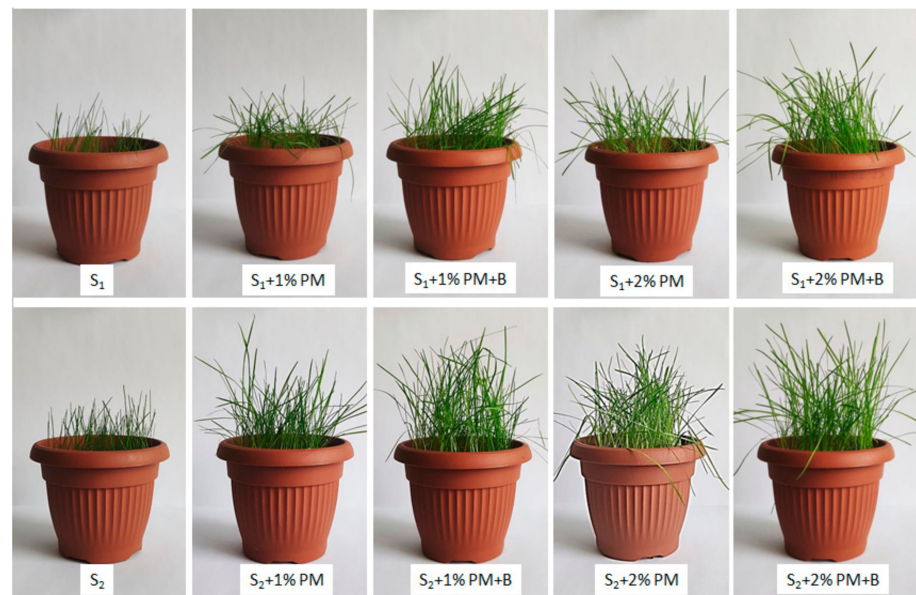 S₁
S₁+1% PM
S₁+1% PM+B
S₁+2% PM
S₁+2% PM+B
S₂
S₂+1% PM
S₂+1% PM+B
S₂+2% PM
S₂+2% PM+B